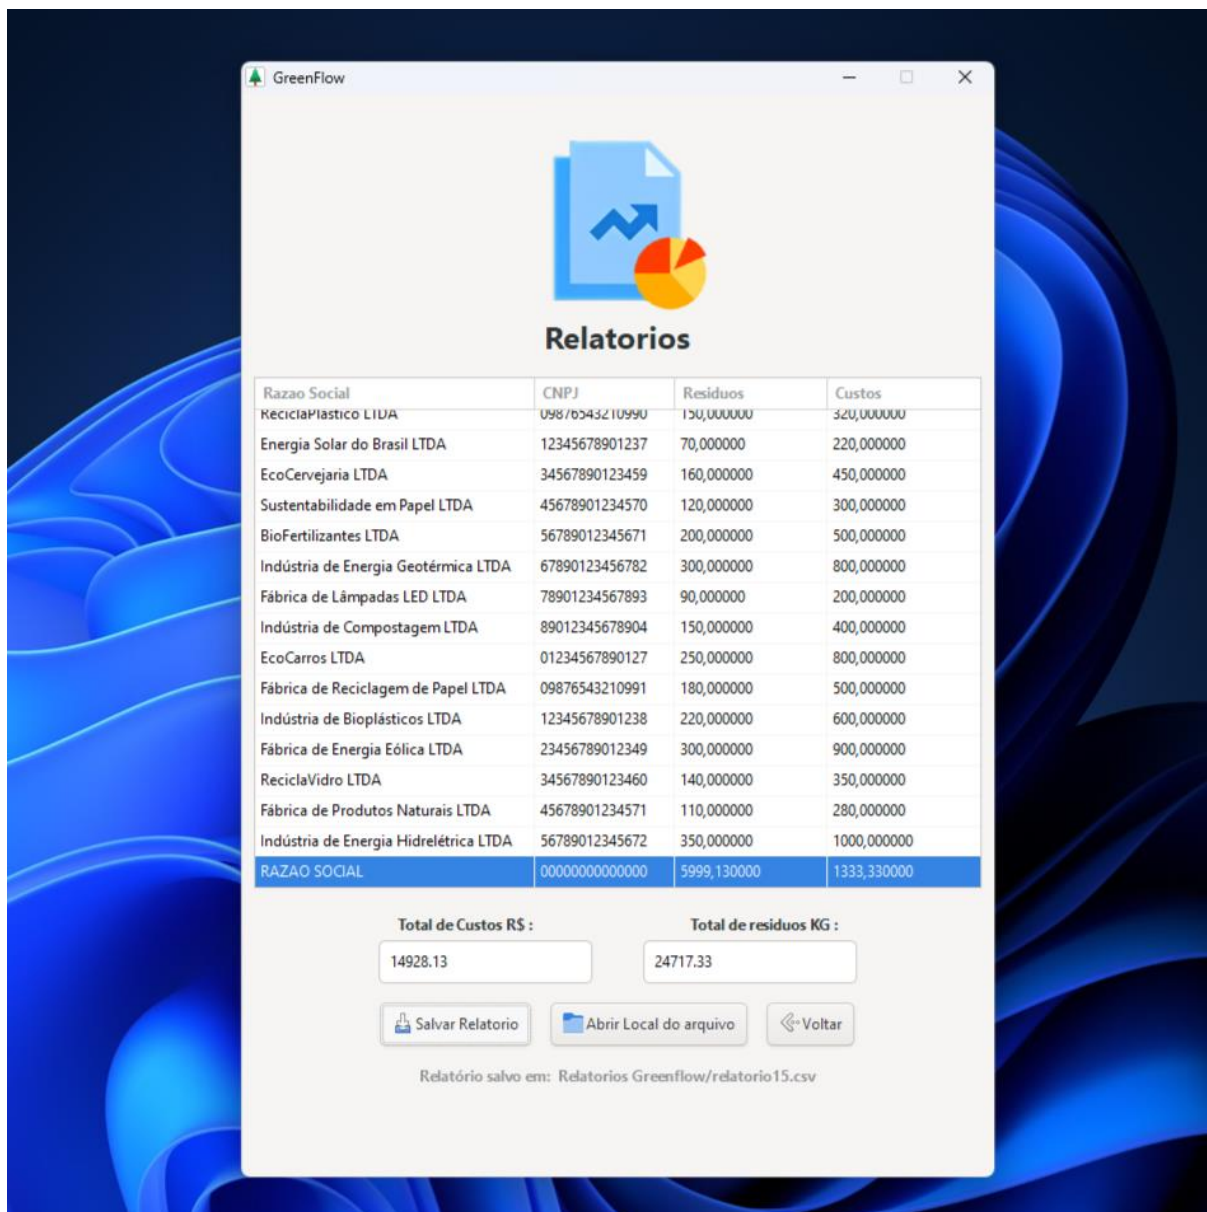 GreenFlow
Relatorios
Razao Social CNPJ Residuos Custos
ReciclaPlastico LTDA 09876543210990 150,000000 320,000000
Energia Solar do Brasil LTDA 12345678901237 70,000000 220,000000
EcoCervejaria LTDA 34567890123459 160,000000 450,000000
Sustentabilidade em Papel LTDA 45678901234570 120,000000 300,000000
BioFertilizantes LTDA 56789012345671 200,000000 500,000000
Indústria de Energia Geotérmica LTDA 67890123456782 300,000000 800,000000
Fábrica de Lâmpadas LED LTDA 78901234567893 90,000000 200,000000
Indústria de Compostagem LTDA 89012345678904 150,000000 400,000000
EcoCarros LTDA 01234567890127 250,000000 800,000000
Fábrica de Reciclagem de Papel LTDA 09876543210991 180,000000 500,000000
Indústria de Bioplásticos LTDA 12345678901238 220,000000 600,000000
Fábrica de Energia Eólica LTDA 23456789012349 300,000000 900,000000
ReciclaVidro LTDA 34567890123460 140,000000 350,000000
Fábrica de Produtos Naturais LTDA 45678901234571 110,000000 280,000000
Indústria de Energia Hidrelétrica LTDA 56789012345672 350,000000 1000,000000
RAZAO SOCIAL 00000000000000 5999,130000 1333,330000
Total de Custos R$ : Total de residuos KG :
14928.13 24717.33
Salvar Relatorio Abrir Local do arquivo Voltar
Relatório salvo em: Relatorios Greenflow/relatorio15.csv